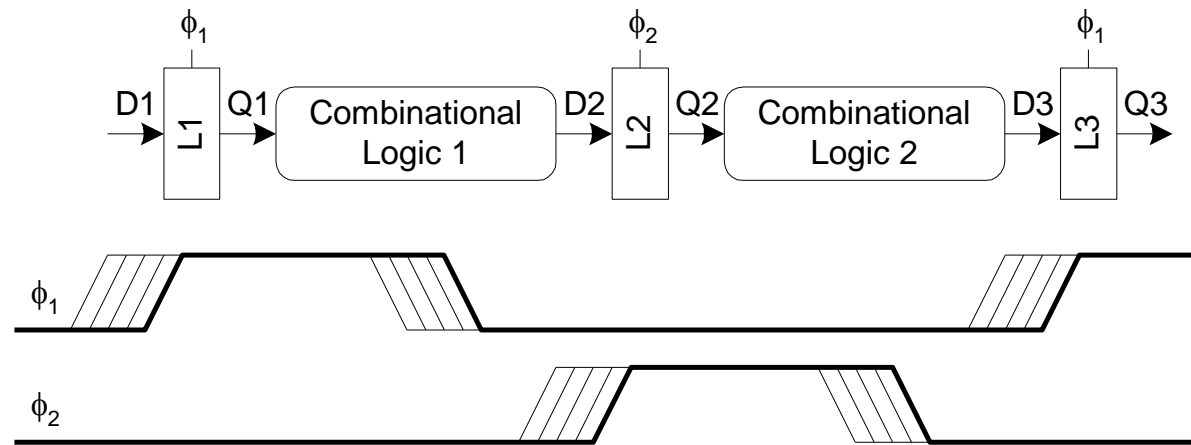 ϕ1 ϕ2 ϕ1
D1 L1 Q1 Combinational Logic 1 D2 L2 Q2 Combinational Logic 2 D3 L3 Q3
ϕ1
ϕ2